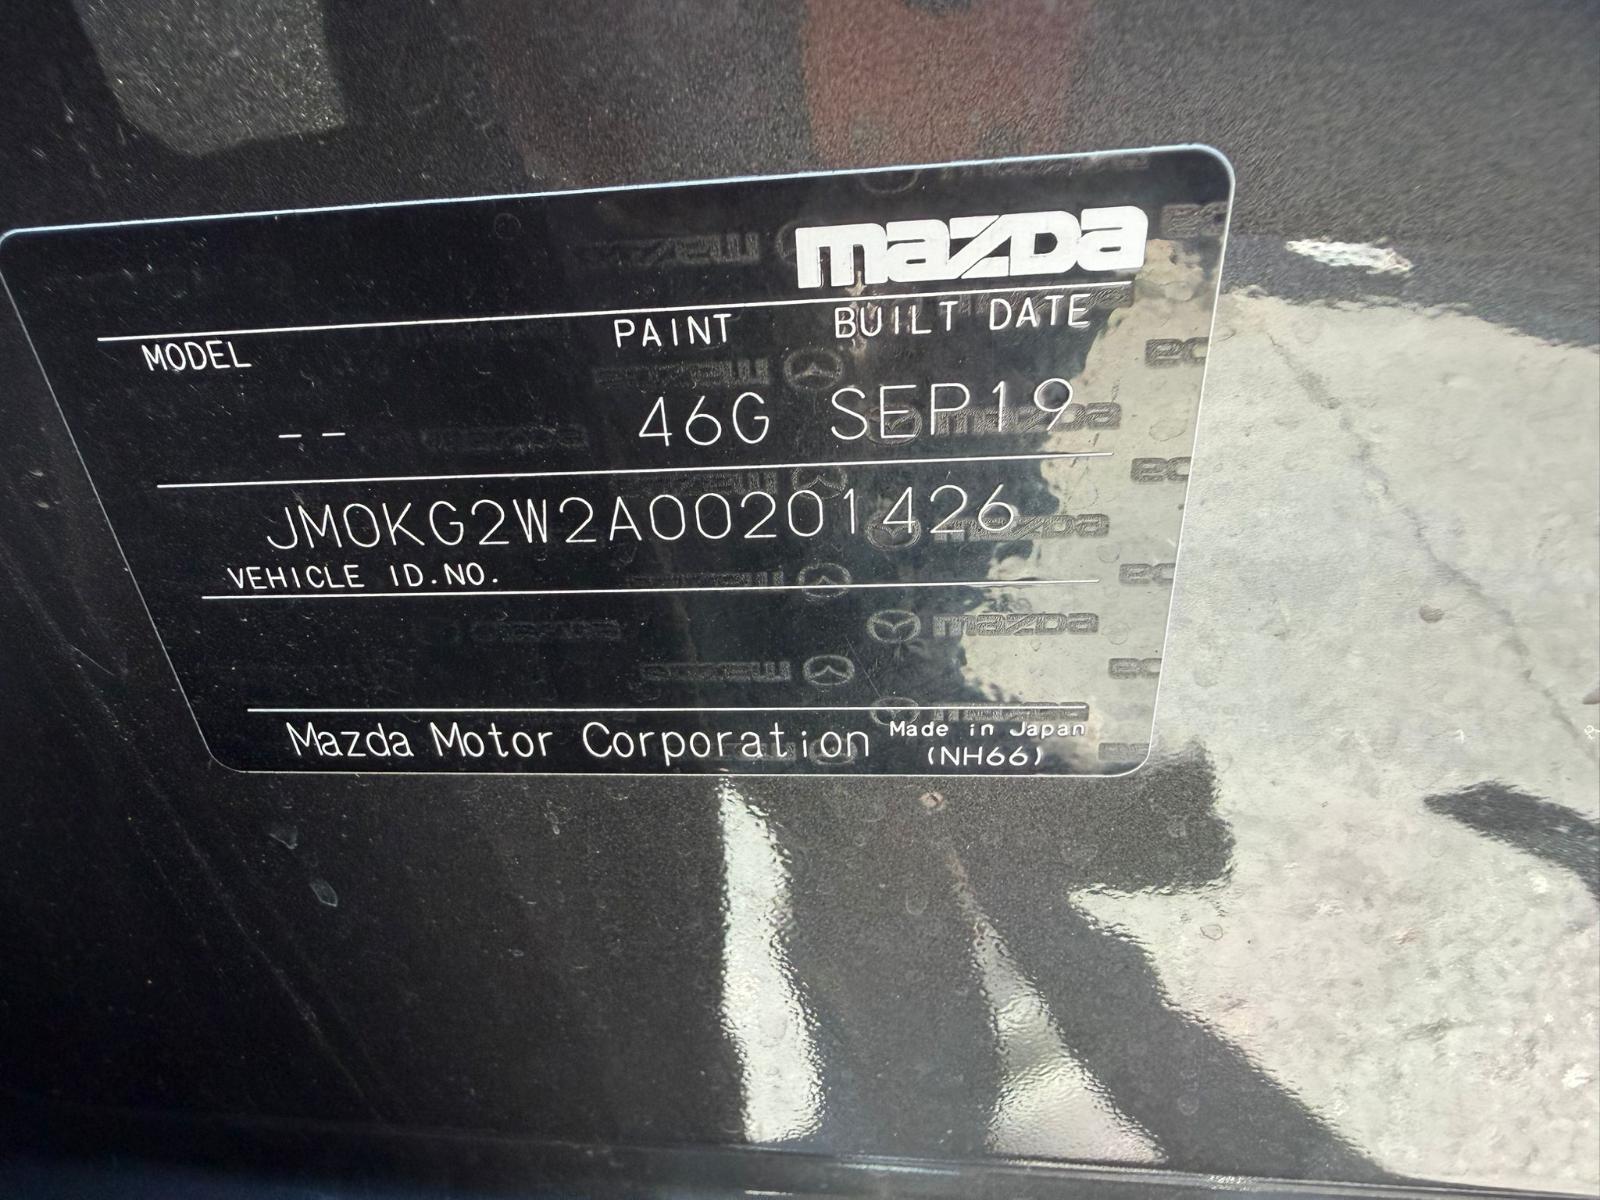 mazda
MODEL PAINT BUILT DATE
-- 46G SEP19
JM0KG2W2A00201426
VEHICLE ID.NO.
Mazda Motor Corporation Made in Japan
(NH66)